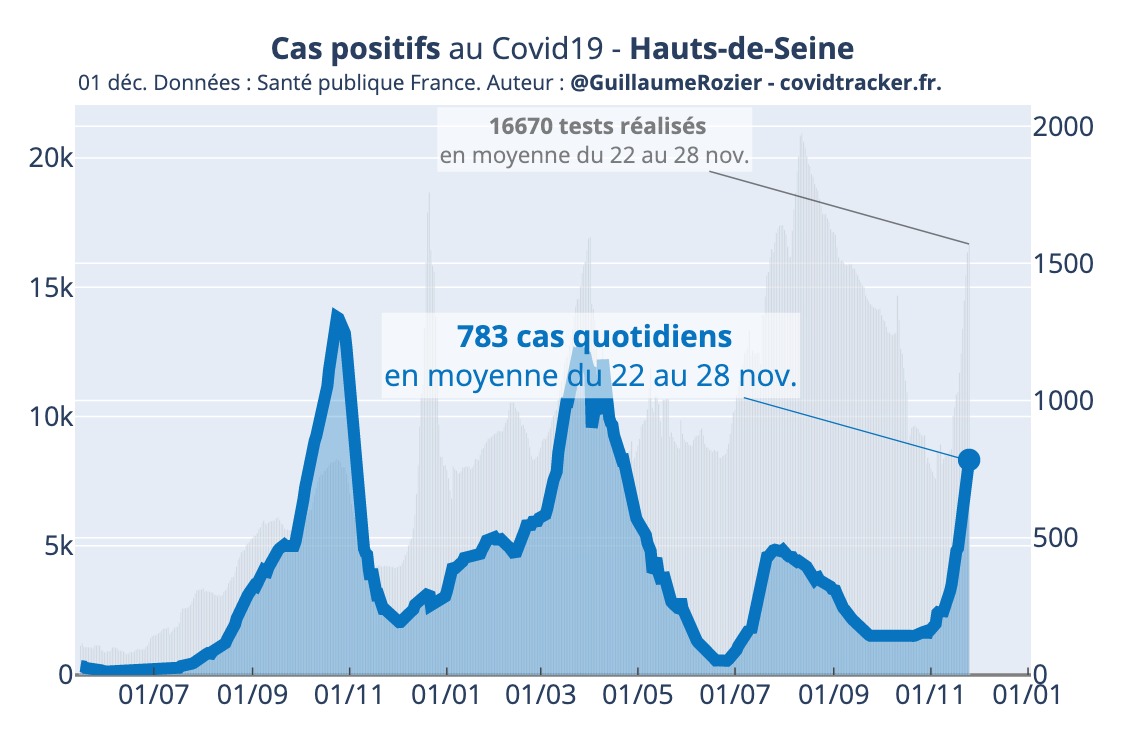 Cas positifs au Covid19 - Hauts-de-Seine
01 déc. Données : Santé publique France. Auteur : @GuillaumeRozier - covidtracker.fr.
16670 tests réalisés
en moyenne du 22 au 28 nov.
783 cas quotidiens
en moyenne du 22 au 28 nov.
20k
15k
10k
5k
0
2000
1500
1000
500
0
01/07 01/09 01/11 01/01 01/03 01/05 01/07 01/09 01/11 01/01